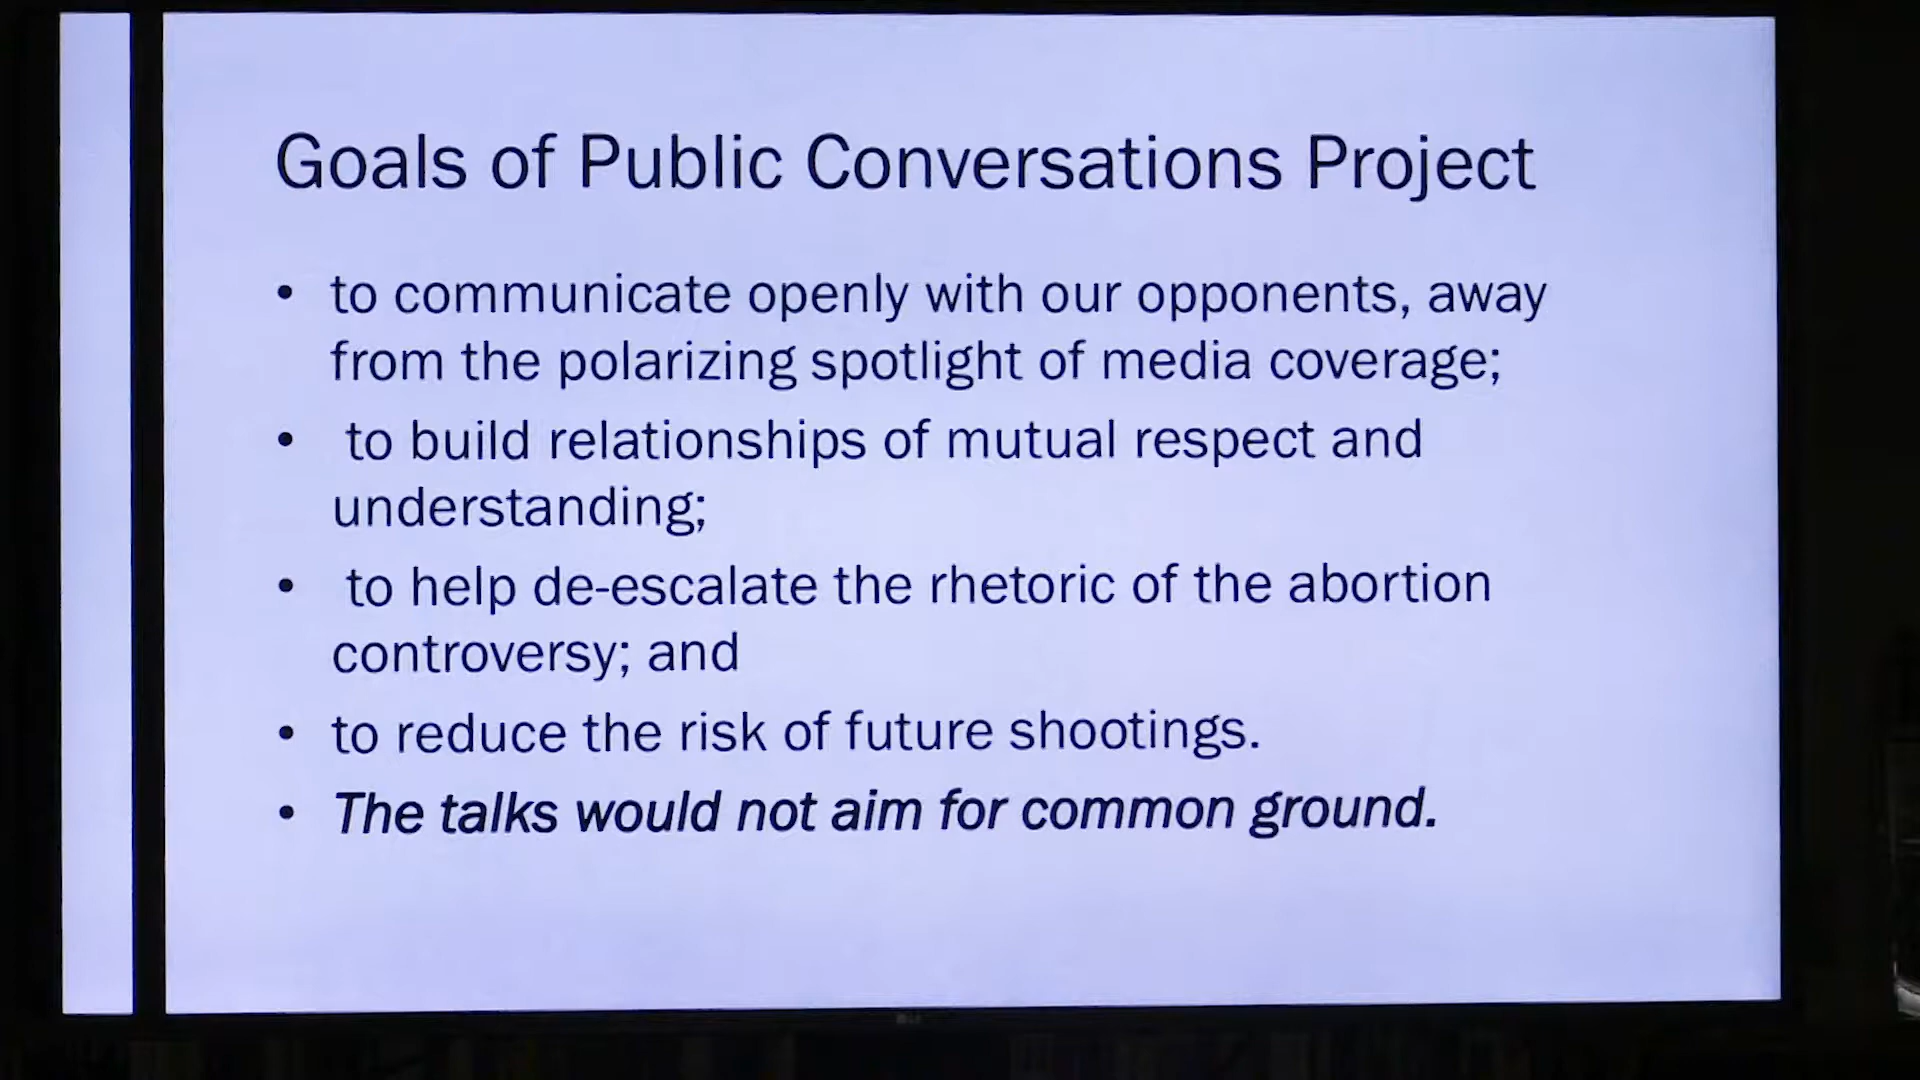 Goals of Public Conversations Project
• to communicate openly with our opponents, away
from the polarizing spotlight of media coverage;
• to build relationships of mutual respect and
understanding;
• to help de-escalate the rhetoric of the abortion
controversy; and
• to reduce the risk of future shootings.
• The talks would not aim for common ground.